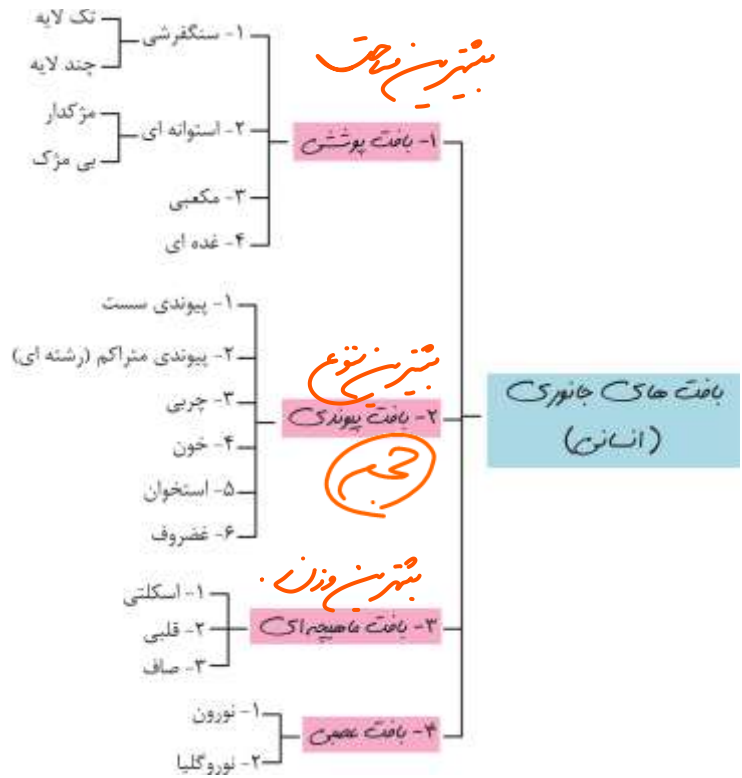 بافت های جانوری
(انسانی)
بیشترین مساحت
۱- بافت پوششی
۱- سنگفرشی
تک لایه
چند لایه
۲- استوانه ای
مژکدار
بی مژک
۳- مکعبی
۴- غده ای
بیشترین تنوع
۲- بافت پیوندی
حجم
۱- پیوندی سست
۲- پیوندی متراکم (رشته ای)
۳- چربی
۴- خون
۵- استخوان
۶- غضروف
بیشترین وزن.
۳- بافت ماهیچه ای
۱- اسکلتی
۲- قلبی
۳- صاف
۴- بافت عصبی
۱- نورون
۲- نوروگلیا